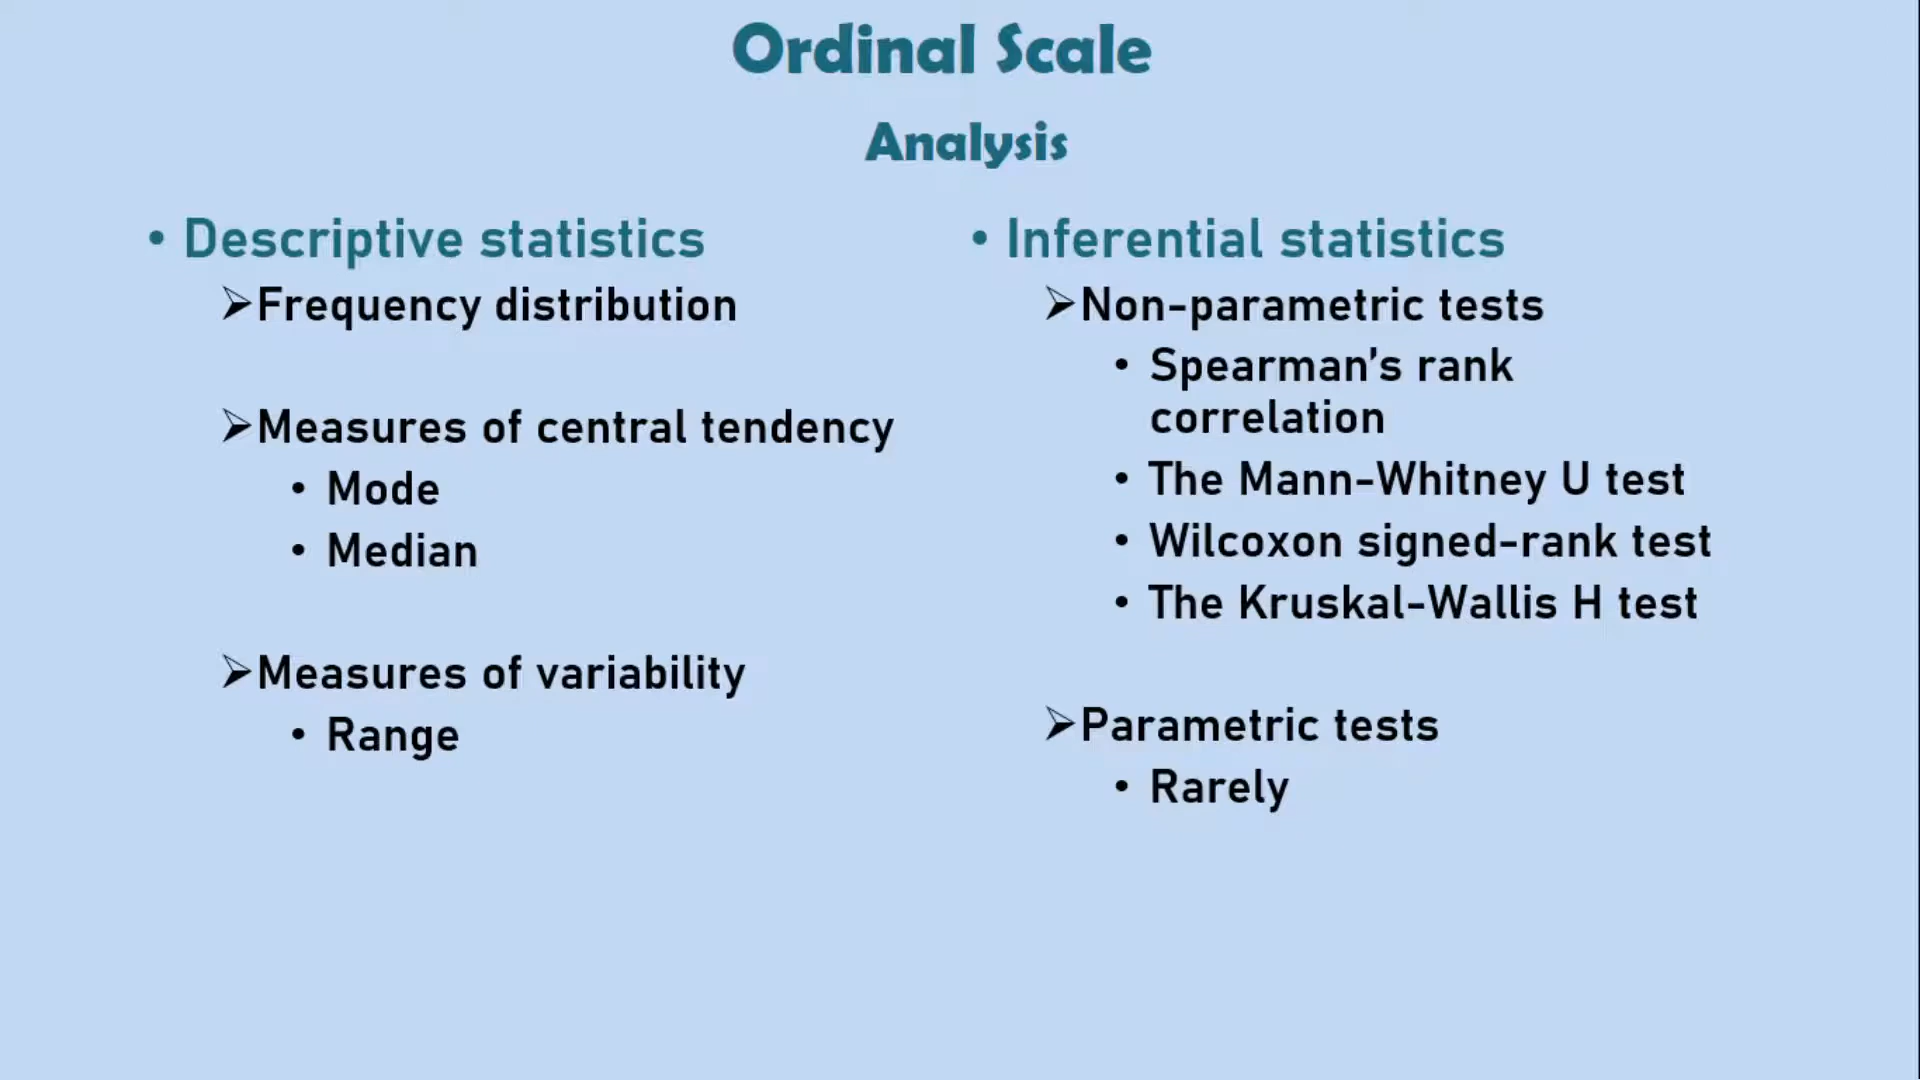 Ordinal Scale
Analysis
• Descriptive statistics
➢Frequency distribution
➢Measures of central tendency
• Mode
• Median
➢Measures of variability
• Range
• Inferential statistics
➢Non-parametric tests
• Spearman’s rank
correlation
• The Mann-Whitney U test
• Wilcoxon signed-rank test
• The Kruskal-Wallis H test
➢Parametric tests
• Rarely